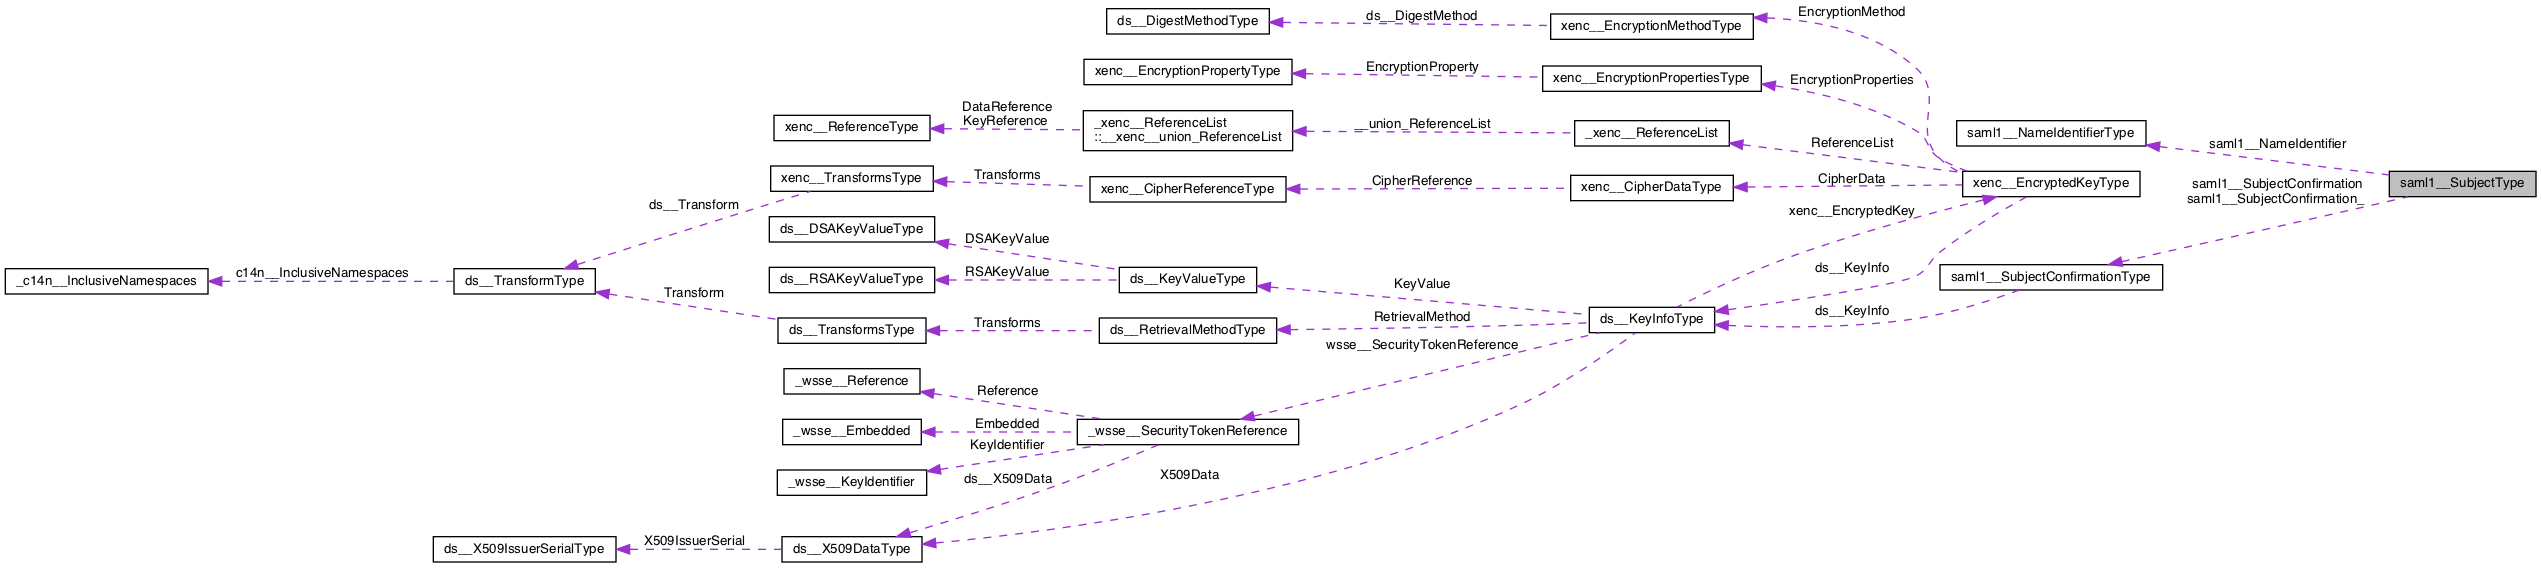 EncryptionMethod
ds__DigestMethodType
ds__DigestMethod
xenc__EncryptionMethodType
xenc__EncryptionPropertyType
EncryptionProperty
xenc__EncryptionPropertiesType
EncryptionProperties
DataReference
KeyReference
xenc__ReferenceType
_xenc__ReferenceList
::__xenc__union_ReferenceList
__union_ReferenceList
_xenc__ReferenceList
ReferenceList
saml1__NameIdentifierType
saml1__NameIdentifier
xenc__TransformsType
Transforms
xenc__CipherReferenceType
CipherReference
xenc__CipherDataType
CipherData
xenc__EncryptedKeyType
saml1__SubjectConfirmation
saml1__SubjectConfirmation_
saml1__SubjectType
ds__Transform
xenc__EncryptedKey
ds__DSAKeyValueType
DSAKeyValue
_c14n__InclusiveNamespaces
c14n__InclusiveNamespaces
ds__TransformType
ds__RSAKeyValueType
RSAKeyValue
ds__KeyValueType
KeyValue
ds__KeyInfo
saml1__SubjectConfirmationType
Transform
ds__TransformsType
Transforms
ds__RetrievalMethodType
RetrievalMethod
ds__KeyInfoType
ds__KeyInfo
wsse__SecurityTokenReference
_wsse__Reference
Reference
_wsse__Embedded
Embedded
_wsse__SecurityTokenReference
KeyIdentifier
_wsse__KeyIdentifier
ds__X509Data
X509Data
ds__X509IssuerSerialType
X509IssuerSerial
ds__X509DataType